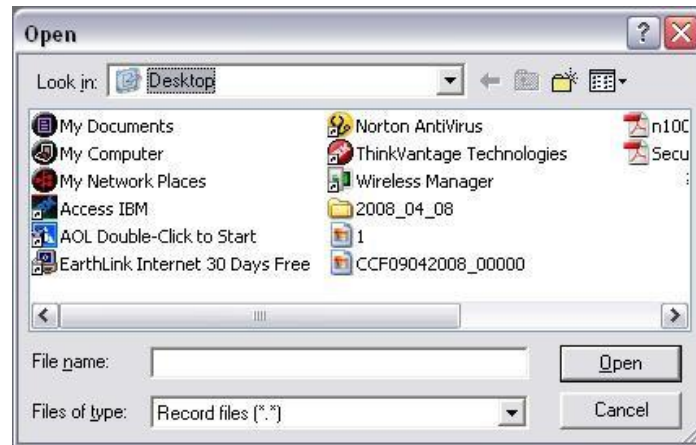 Open
Look in: Desktop
My Documents
My Computer
My Network Places
Access IBM
AOL Double-Click to Start
EarthLink Internet 30 Days Free
Norton AntiVirus
ThinkVantage Technologies
Wireless Manager
2008_04_08
1
CCF09042008_00000
Secu
File name:
Open
Files of type: Record files (*.*)
Cancel